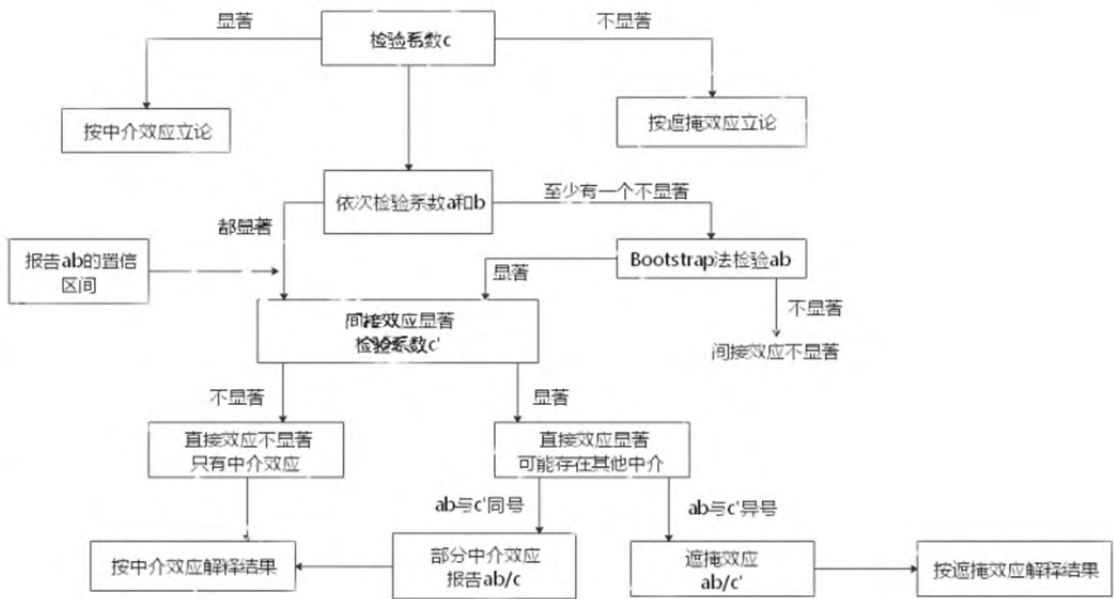 显著
不显著
检验系数c
按中介效应立论
按遮掩效应立论
依次检验系数a和b
至少有一个不显著
都显著
报告ab的置信
区间
Bootstrap法检验ab
显著
不显著
间接效应显著
检验系数c'
间接效应不显著
不显著
显著
直接效应不显著
只有中介效应
直接效应显著
可能存在其他中介
ab与c'同号
ab与c'异号
按中介效应解释结果
部分中介效应
报告ab/c
遮掩效应
ab/c'
按遮掩效应解释结果